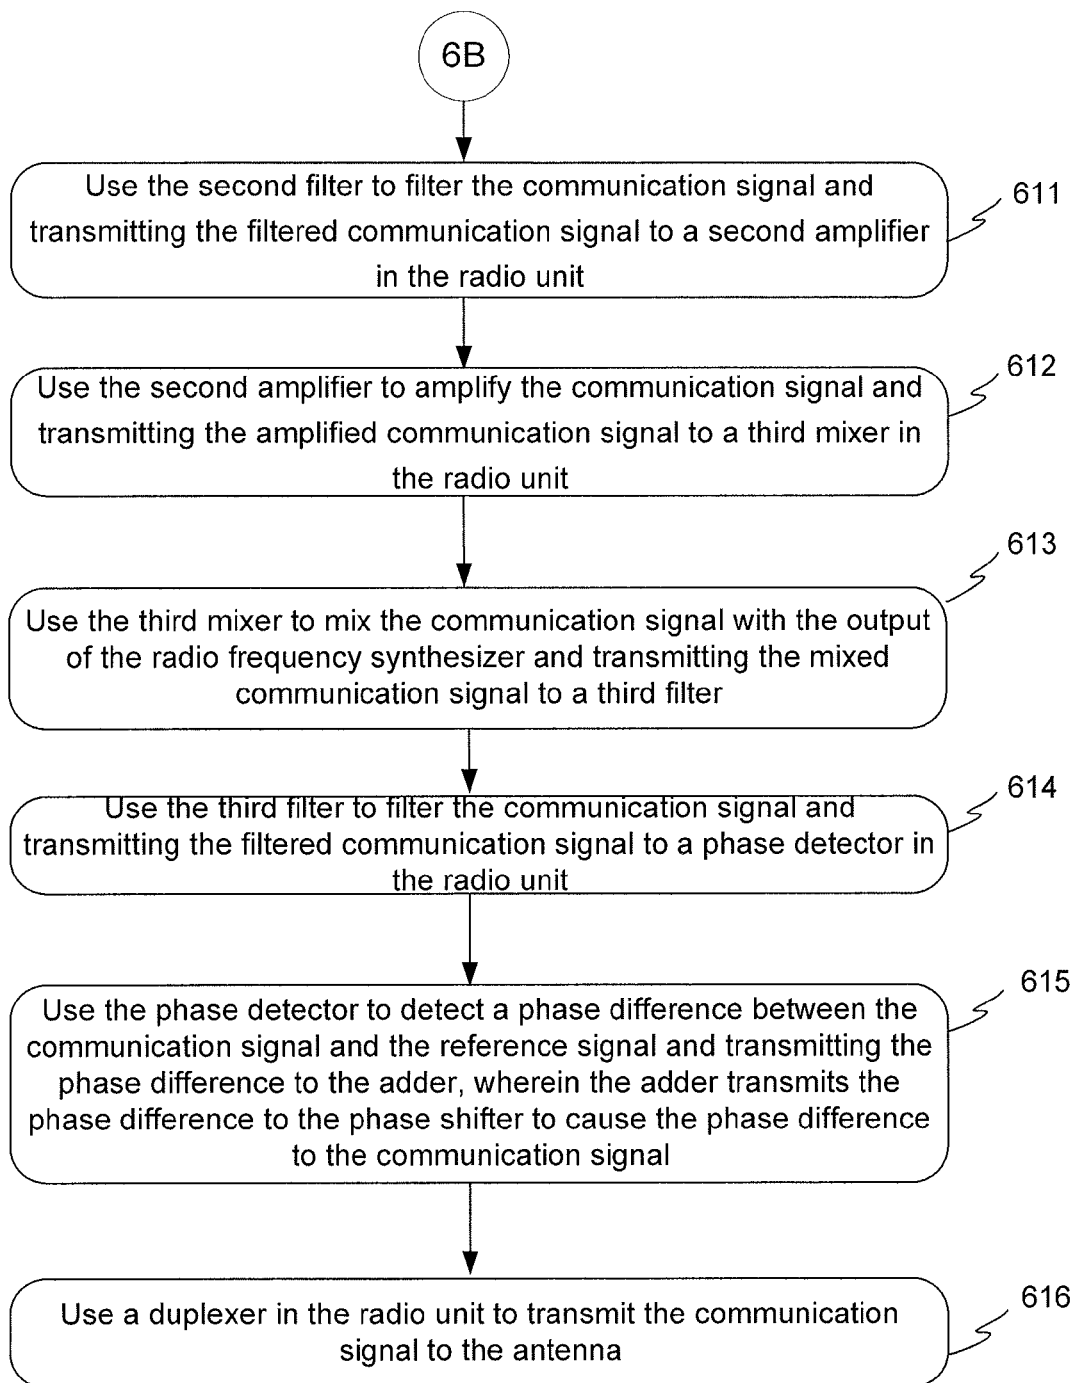 6B
Use the second filter to filter the communication signal and
transmitting the filtered communication signal to a second amplifier
in the radio unit
611
Use the second amplifier to amplify the communication signal and
transmitting the amplified communication signal to a third mixer in
the radio unit
612
Use the third mixer to mix the communication signal with the output
of the radio frequency synthesizer and transmitting the mixed
communication signal to a third filter
613
Use the third filter to filter the communication signal and
transmitting the filtered communication signal to a phase detector in
the radio unit
614
Use the phase detector to detect a phase difference between the
communication signal and the reference signal and transmitting the
phase difference to the adder, wherein the adder transmits the
phase difference to the phase shifter to cause the phase difference
to the communication signal
615
Use a duplexer in the radio unit to transmit the communication
signal to the antenna
616